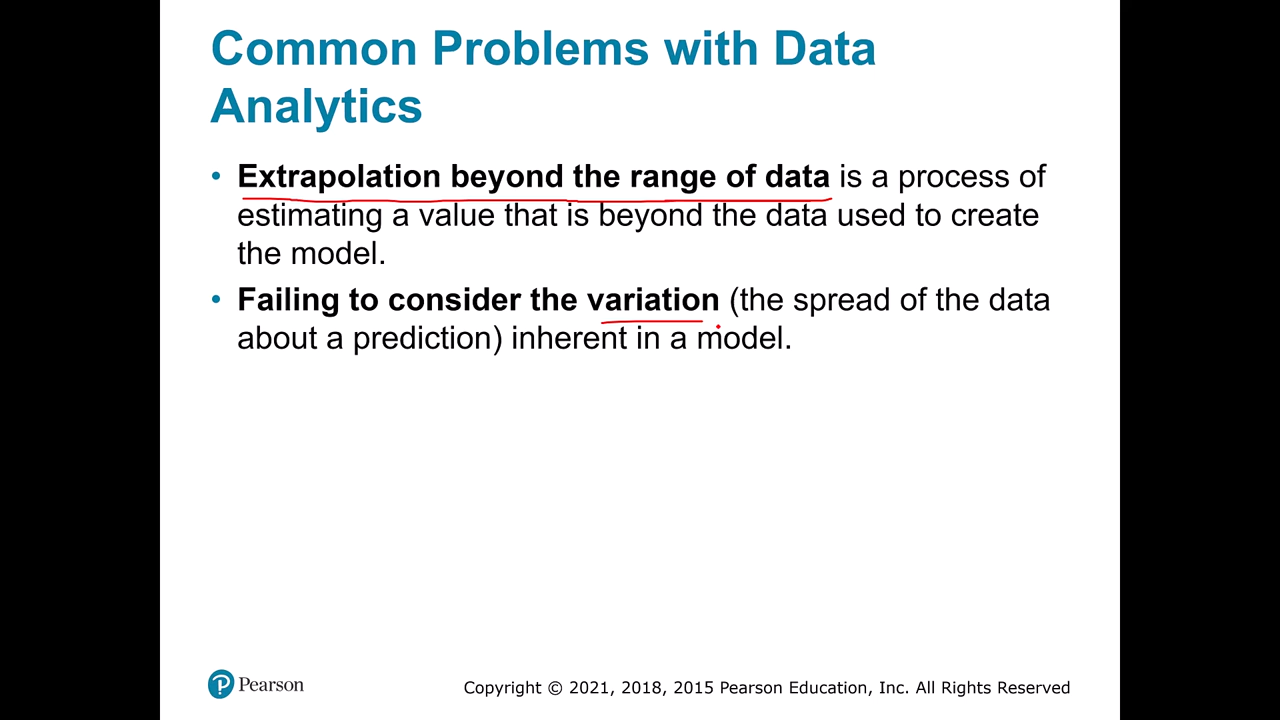 Common Problems with Data
Analytics
• Extrapolation beyond the range of data is a process of
estimating a value that is beyond the data used to create
the model.
• Failing to consider the variation (the spread of the data
about a prediction) inherent in a model.
P Pearson
Copyright © 2021, 2018, 2015 Pearson Education, Inc. All Rights Reserved